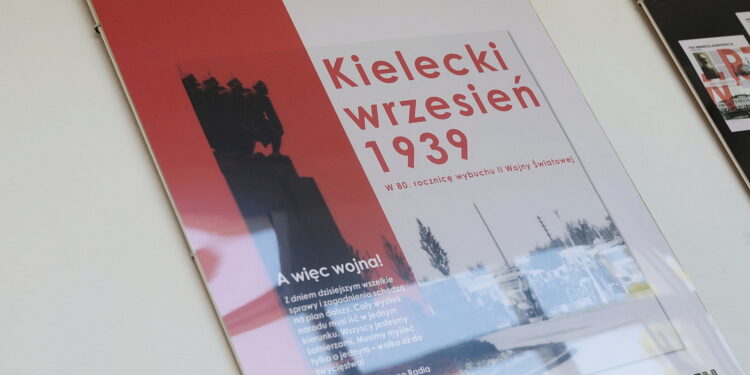 Kielecki
wrzesień
1939
W 80. rocznicę wybuchu II Wojny Światowej
A więc wojna!
Z dniem dzisiejszym wszelkie
sprawy i zagadnienia schodzą
na plan dalszy. Cały wysiłek
narodu musi iść w jednym
kierunku. Wszyscy jesteśmy
żołnierzami. Musimy myśleć
tylko o jednym – walka aż do
zwycięstwa!
Radia